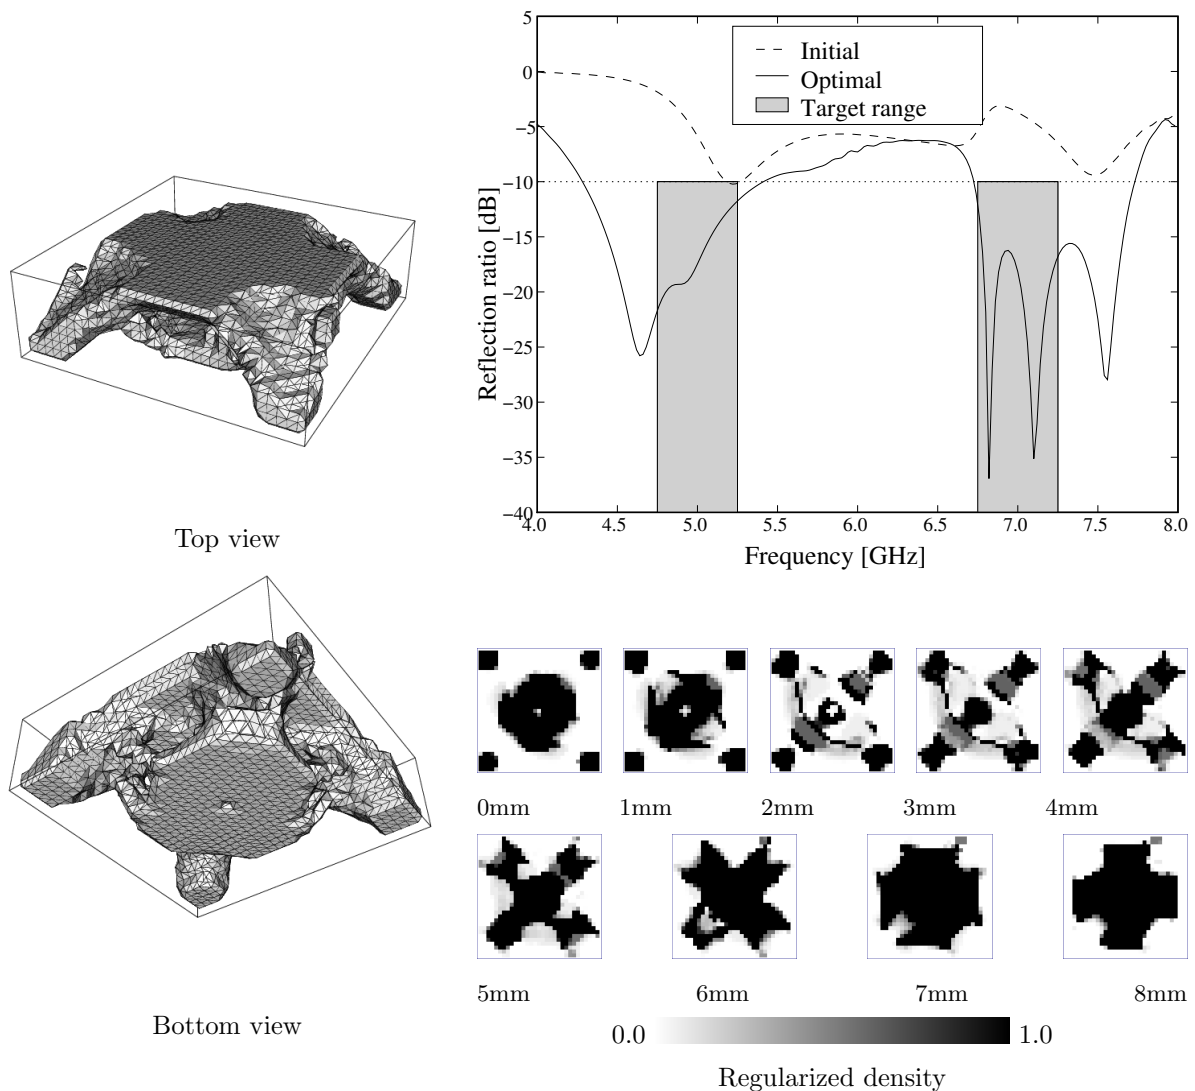 Top view
Bottom view
Initial
Optimal
Target range
5
0
−5
−10
−15
−20
−25
−30
−35
−40
Reflection ratio [dB]
4.0 4.5 5.0 5.5 6.0 6.5 7.0 7.5 8.0
Frequency [GHz]
0mm 1mm 2mm 3mm 4mm
5mm 6mm 7mm 8mm
0.0 1.0
Regularized density